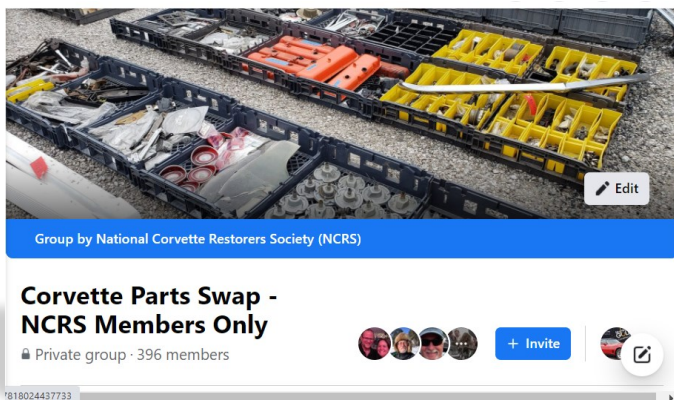 Edit
Group by National Corvette Restorers Society (NCRS)
Corvette Parts Swap -
NCRS Members Only
Private group · 396 members
+ Invite
7818024437733